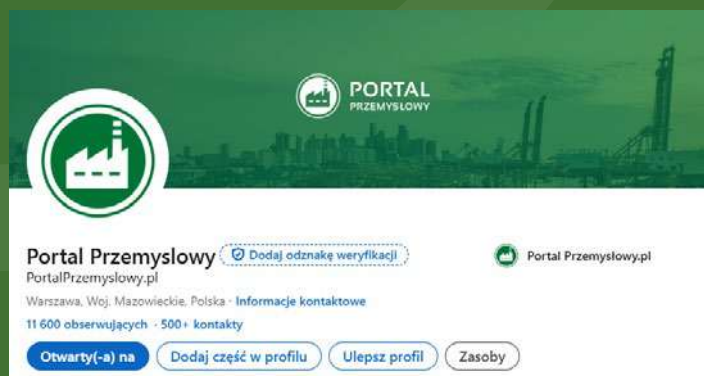 PORTAL
PRZEMYSŁOWY
Portal Przemyslowy Dodaj odznakę weryfikacji
PortalPrzemyslowy.pl
Portal Przemyslowy.pl
Warszawa, Woj. Mazowieckie, Polska · Informacje kontaktowe
11 600 obserwujących · 500+ kontakty
Otwarty(-a) na Dodaj część w profilu Ulepsz profil Zasoby